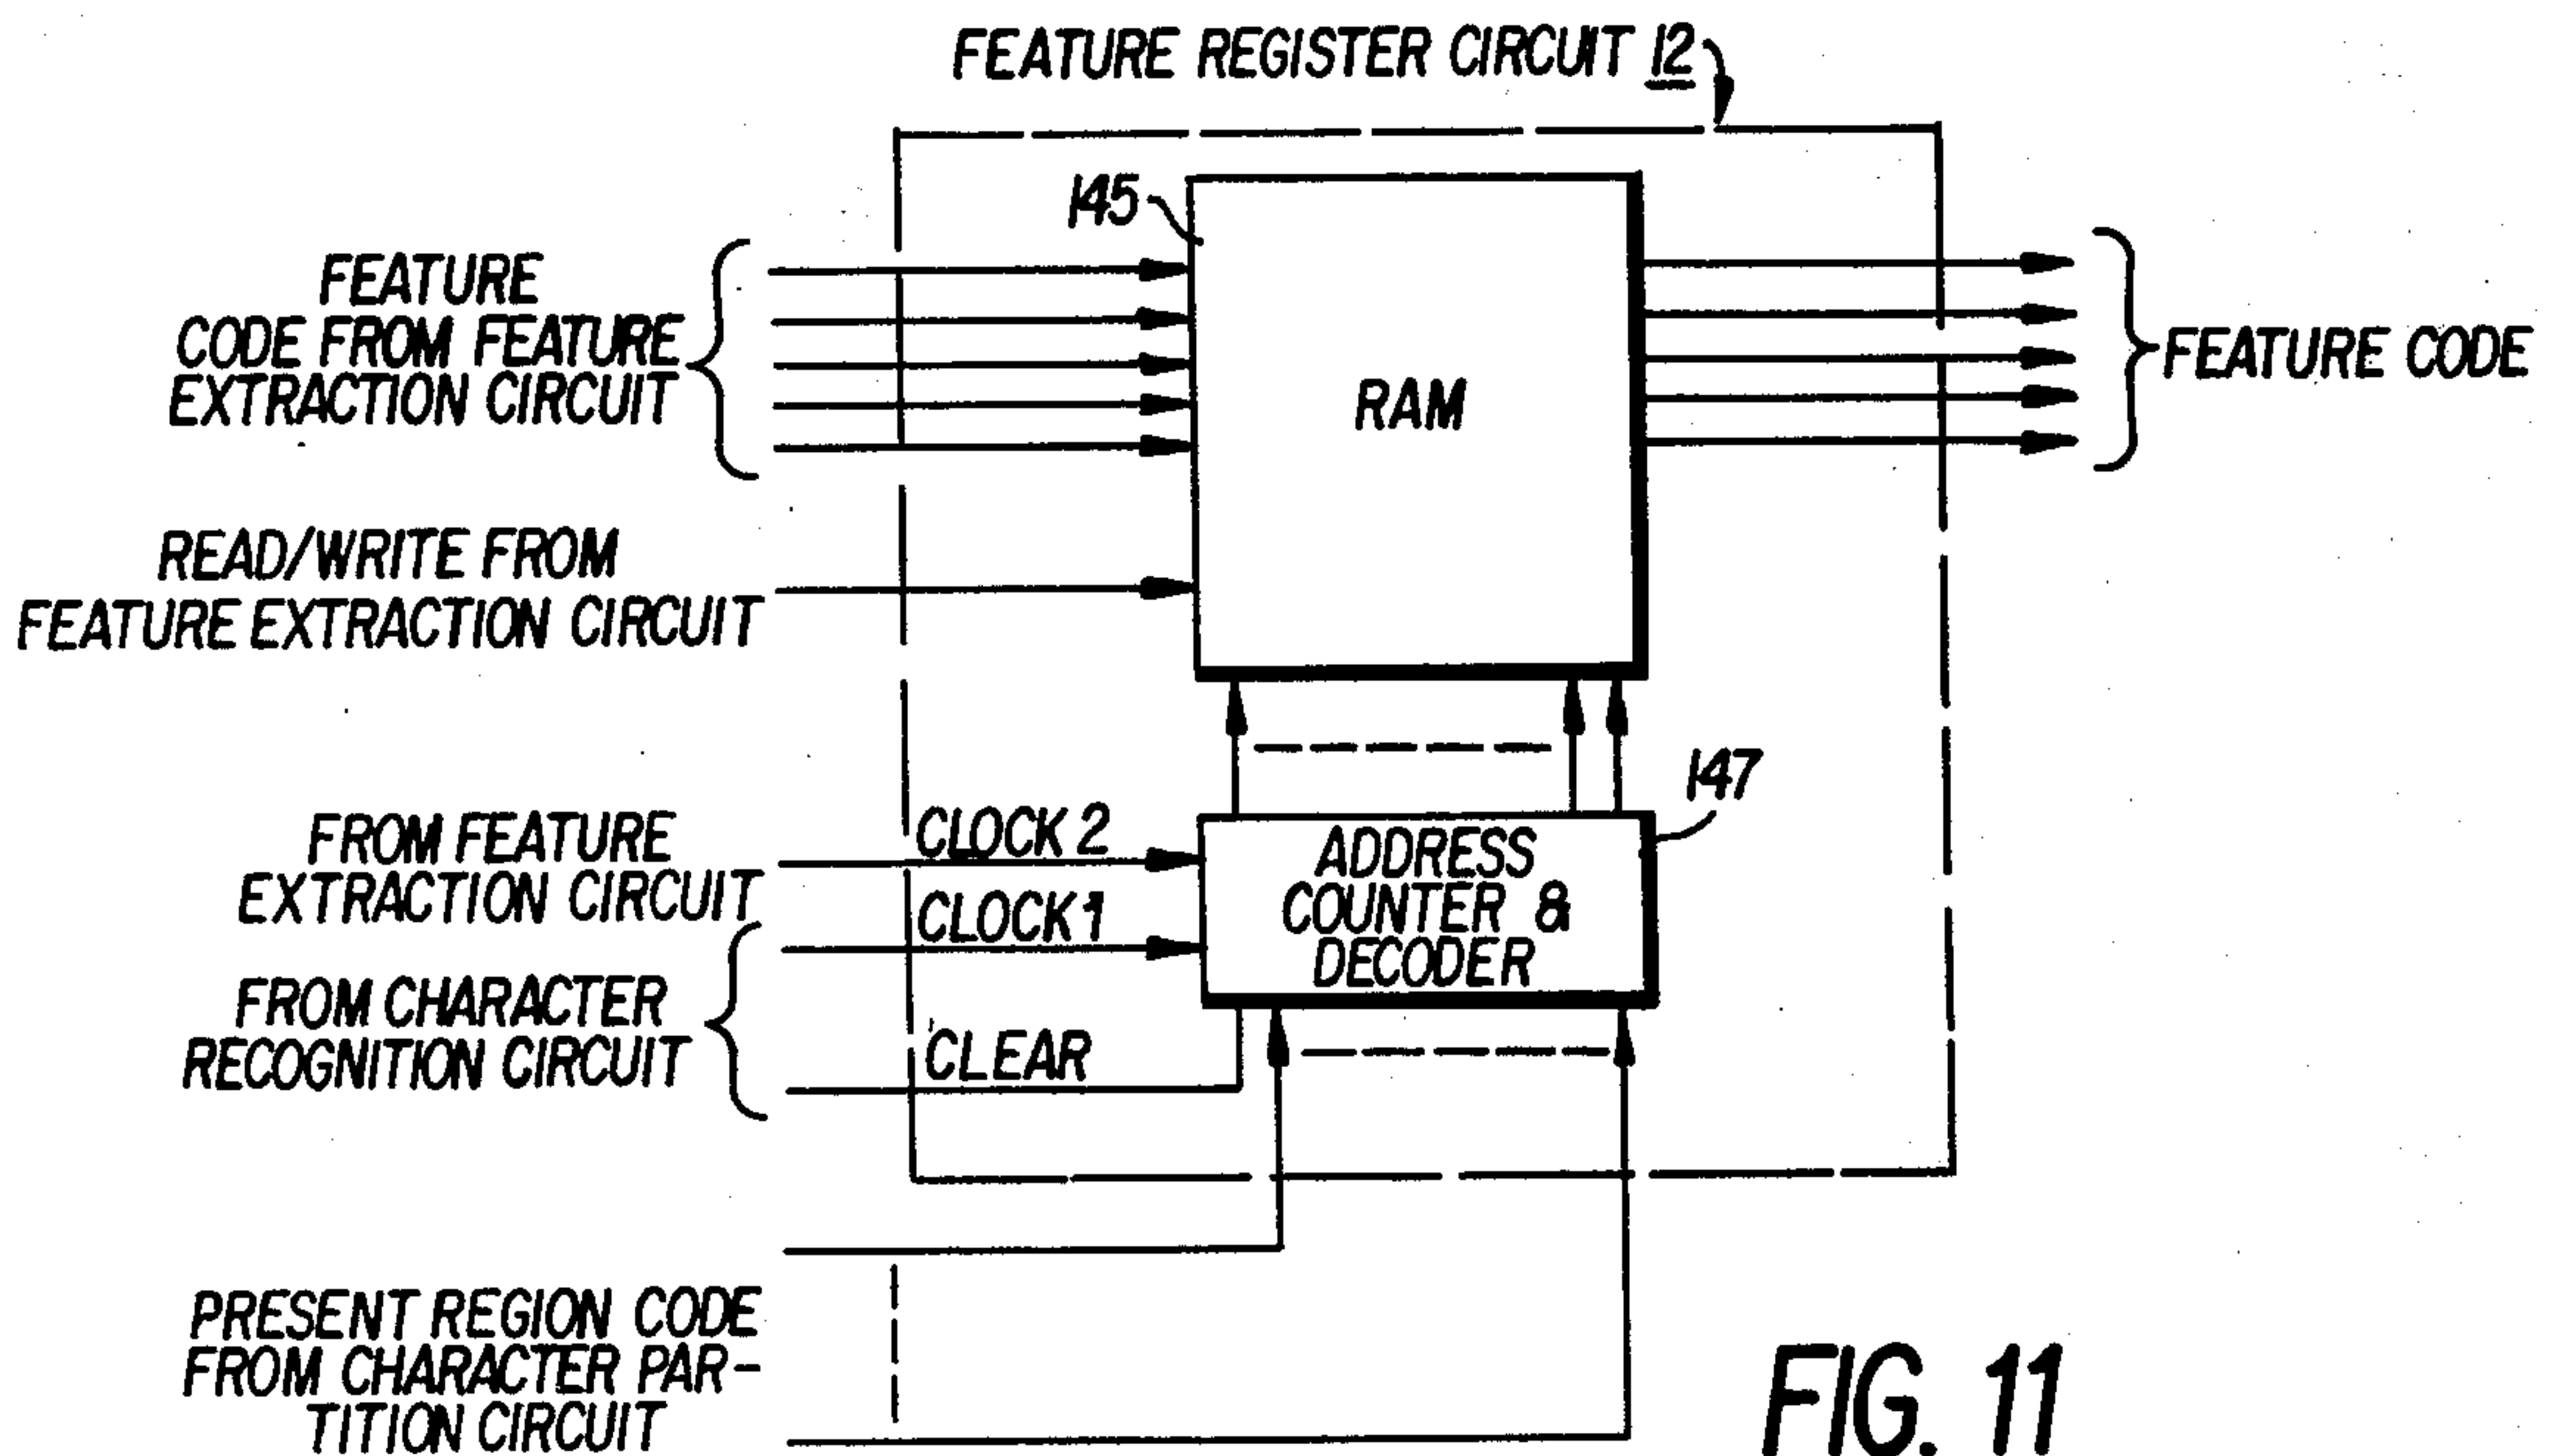 FEATURE REGISTER CIRCUIT 12
145
FEATURE
CODE FROM FEATURE
EXTRACTION CIRCUIT
RAM
FEATURE CODE
READ/WRITE FROM
FEATURE EXTRACTION CIRCUIT
147
FROM FEATURE
EXTRACTION CIRCUIT
CLOCK 2
CLOCK 1
ADDRESS
COUNTER &
DECODER
FROM CHARACTER
RECOGNITION CIRCUIT
CLEAR
PRESENT REGION CODE
FROM CHARACTER PAR-
TITION CIRCUIT
FIG. 11